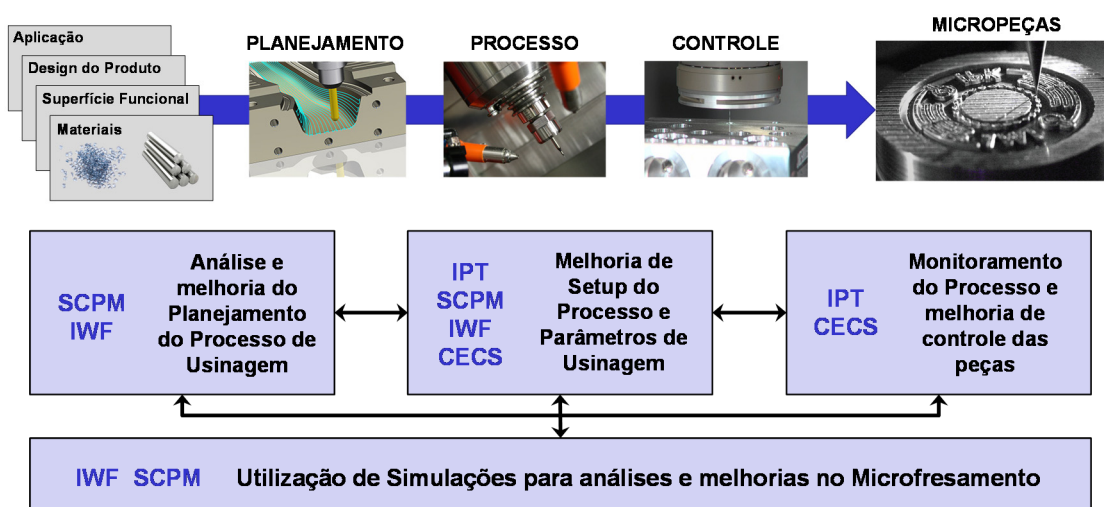 Aplicação
Design do Produto
Superfície Funcional
Materiais
PLANEJAMENTO
PROCESSO
CONTROLE
MICROPEÇAS
SCPM
IWF
Análise e
melhoria do
Planejamento
do Processo de
Usinagem
IPT
SCPM
IWF
CECS
Melhoria de
Setup do
Processo e
Parâmetros de
Usinagem
IPT
CECS
Monitoramento
do Processo e
melhoria de
controle das
peças
IWF SCPM Utilização de Simulações para análises e melhorias no Microfresamento